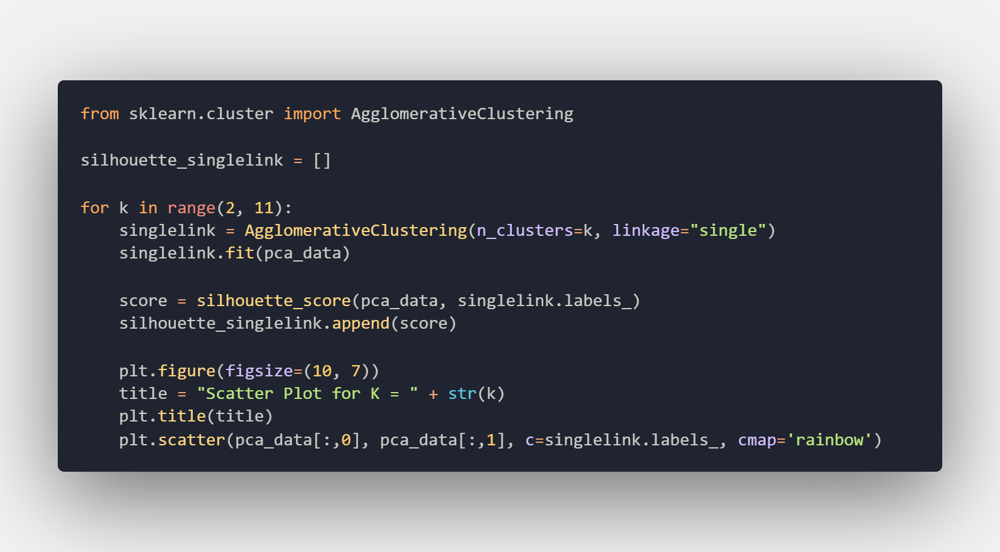 from sklearn.cluster import AgglomerativeClustering

silhouette_singlelink = []

for k in range(2, 11):
    singlelink = AgglomerativeClustering(n_clusters=k, linkage="single")
    singlelink.fit(pca_data)

    score = silhouette_score(pca_data, singlelink.labels_)
    silhouette_singlelink.append(score)

    plt.figure(figsize=(10, 7))
    title = "Scatter Plot for K = " + str(k)
    plt.title(title)
    plt.scatter(pca_data[:,0], pca_data[:,1], c=singlelink.labels_, cmap='rainbow')